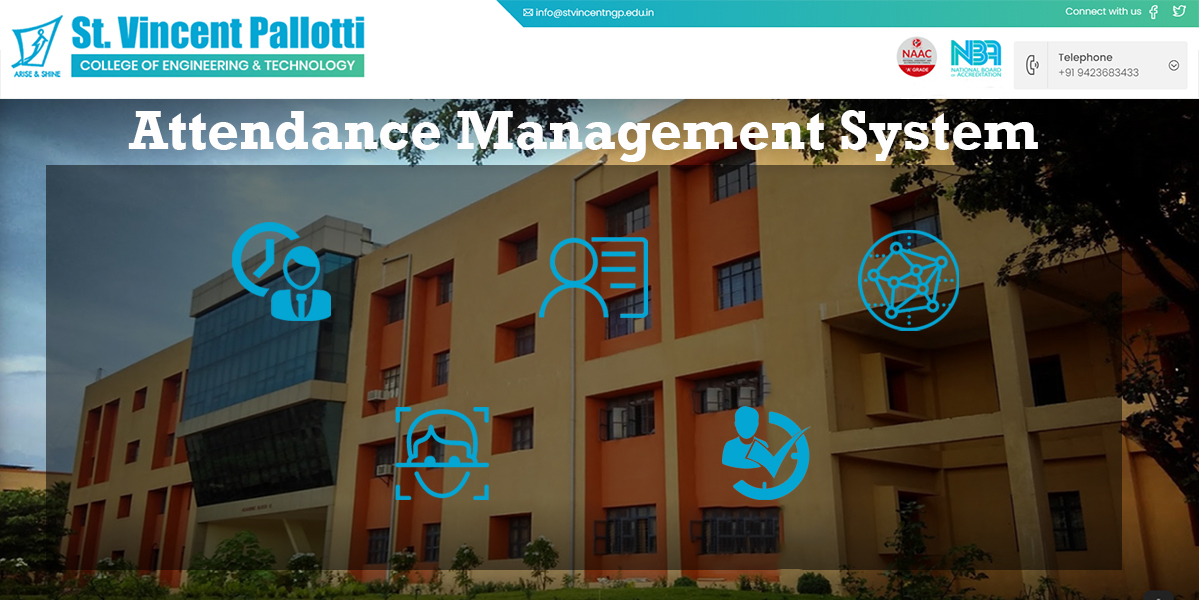 St. Vincent Pallotti
COLLEGE OF ENGINEERING & TECHNOLOGY
ARISE & SHINE
info@stvincentngp.edu.in
Connect with us
NAAC
'A' GRADE
NBA
NATIONAL BOARD
of ACCREDITATION
Telephone
+91 9423683433
Attendance Management System